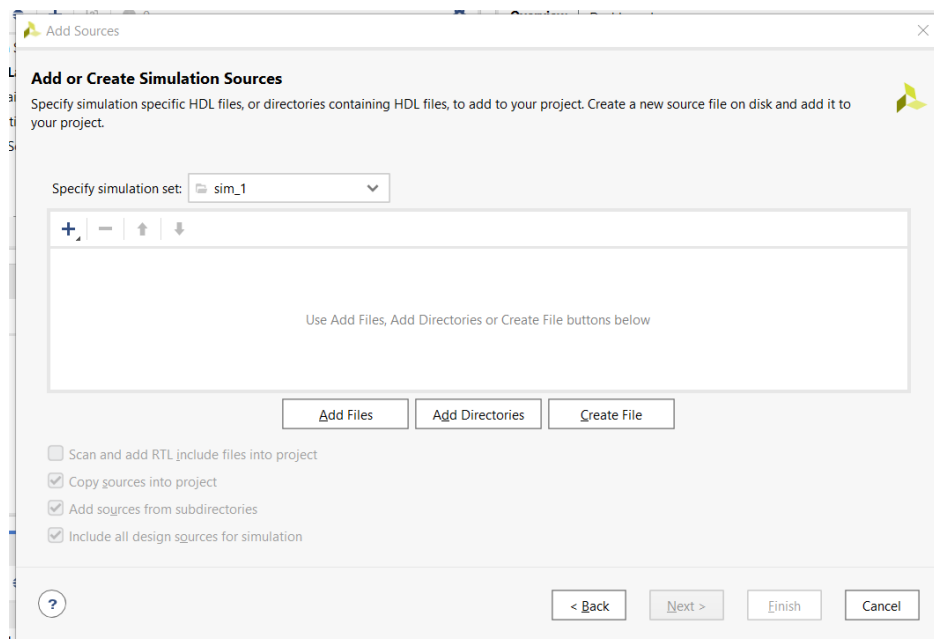 Add Sources
Add or Create Simulation Sources
Specify simulation specific HDL files, or directories containing HDL files, to add to your project. Create a new source file on disk and add it to
your project.
Specify simulation set: sim_1
Use Add Files, Add Directories or Create File buttons below
Add Files Add Directories Create File
Scan and add RTL include files into project
Copy sources into project
Add sources from subdirectories
Include all design sources for simulation
? < Back Next > Finish Cancel